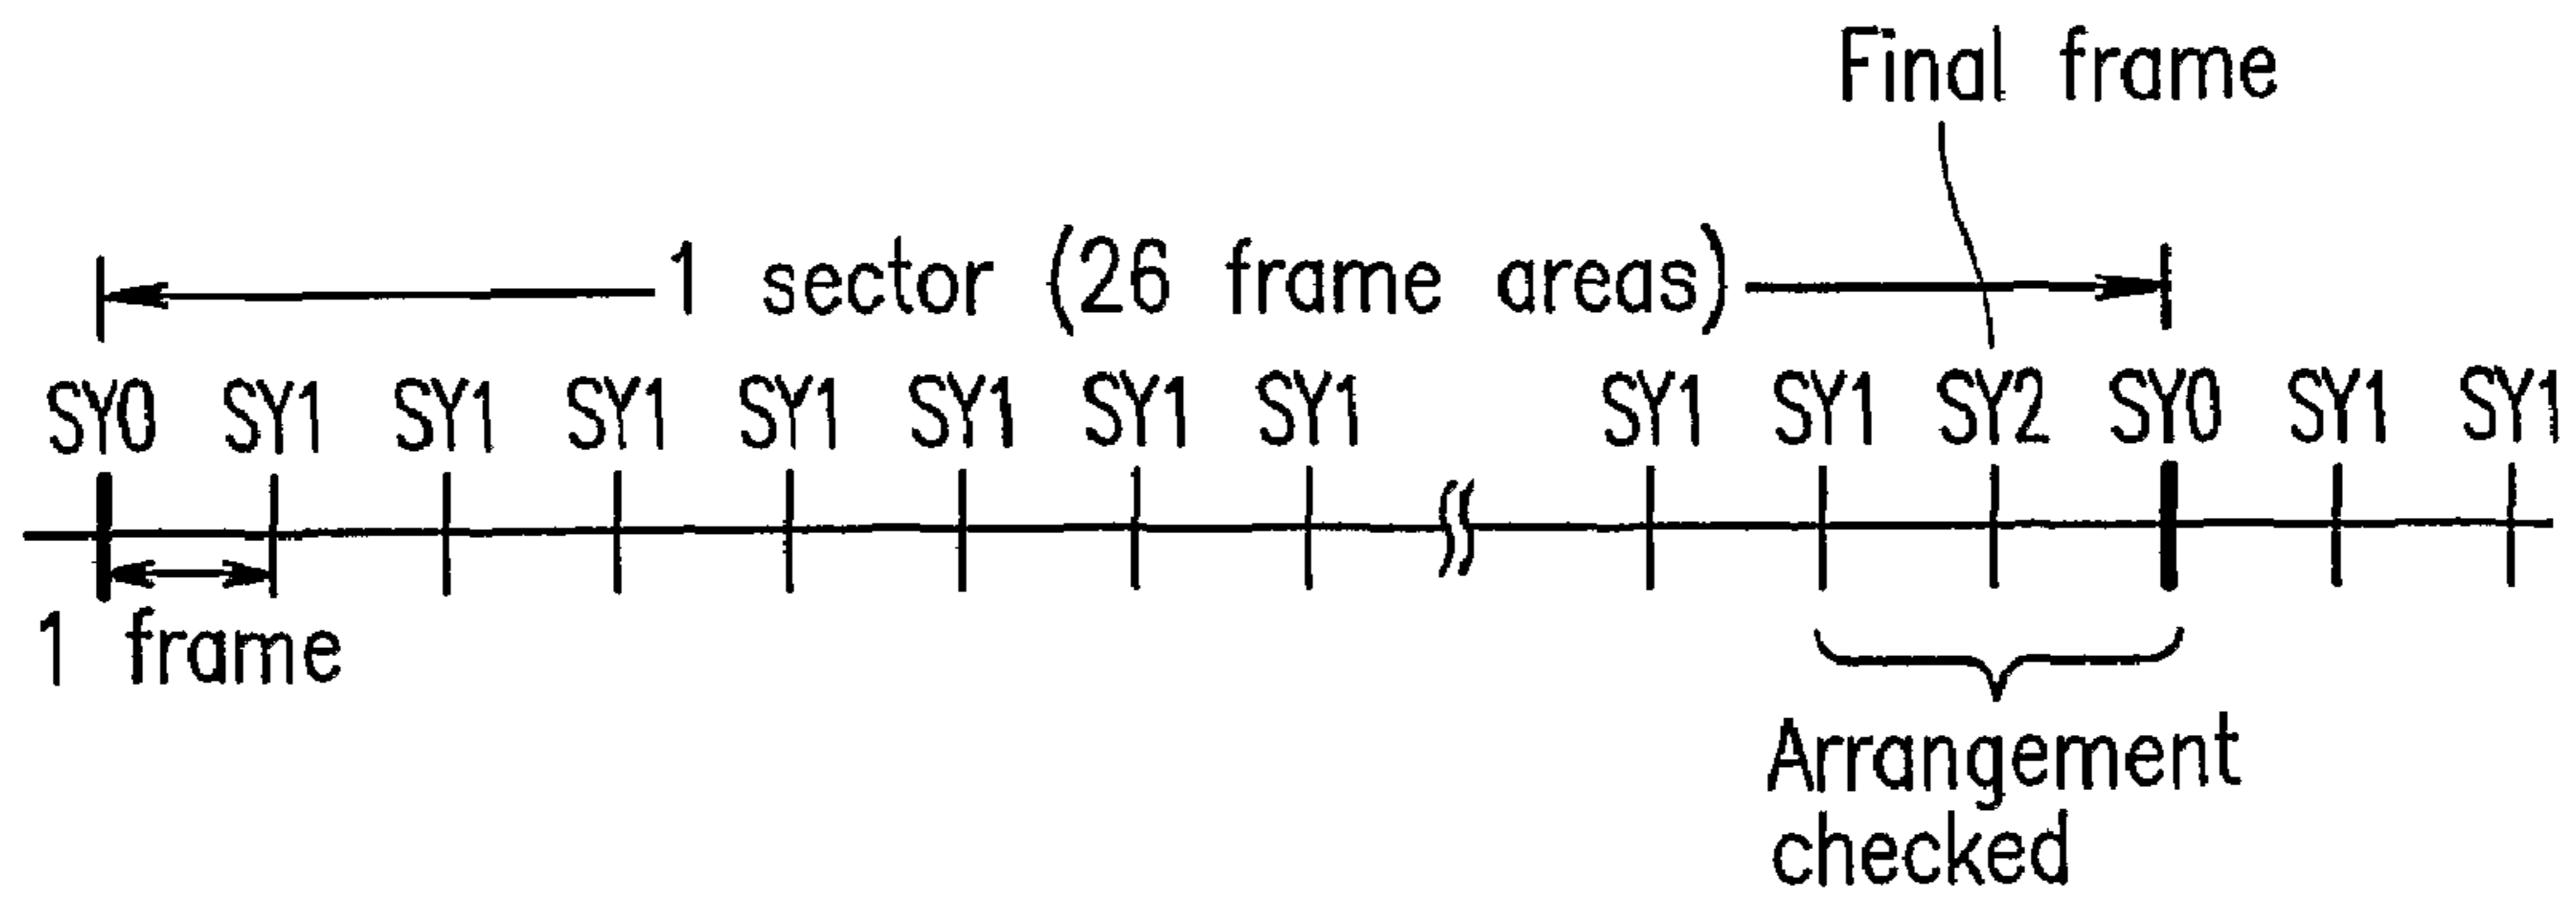 Final frame
1 sector (26 frame areas)
SY0 SY1 SY1 SY1 SY1 SY1 SY1 SY1 SY1 SY1 SY2 SY0 SY1 SY1
1 frame
Arrangement
checked